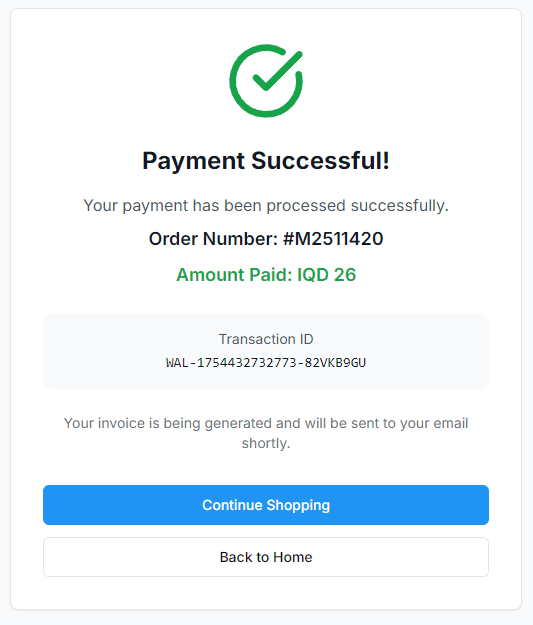 Payment Successful!
Your payment has been processed successfully.
Order Number: #M2511420
Amount Paid: IQD 26
Transaction ID
WAL-1754432732773-82VKB9GU
Your invoice is being generated and will be sent to your email
shortly.
Continue Shopping
Back to Home